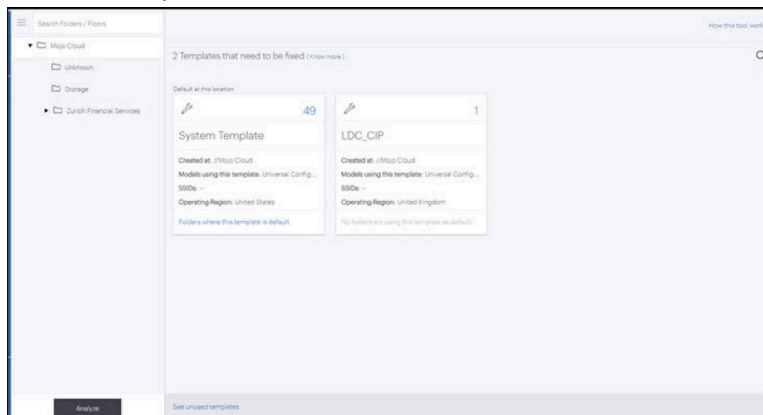 Search Folders / Floors
How this tool work
Mojo Cloud
Unknown
Storage
Zurich Financial Services
2 Templates that need to be fixed ( Know more )
Default at this location
49
System Template
Created at: //Mojo Cloud
Models using this template: Universal Config...
SSIDs: --
Operating Region: United States
Folders where this template is default
1
LDC_CIP
Created at: //Mojo Cloud
Models using this template: Universal Config...
SSIDs: --
Operating Region: United Kingdom
No folders are using this template as default
Analyze
See unused templates